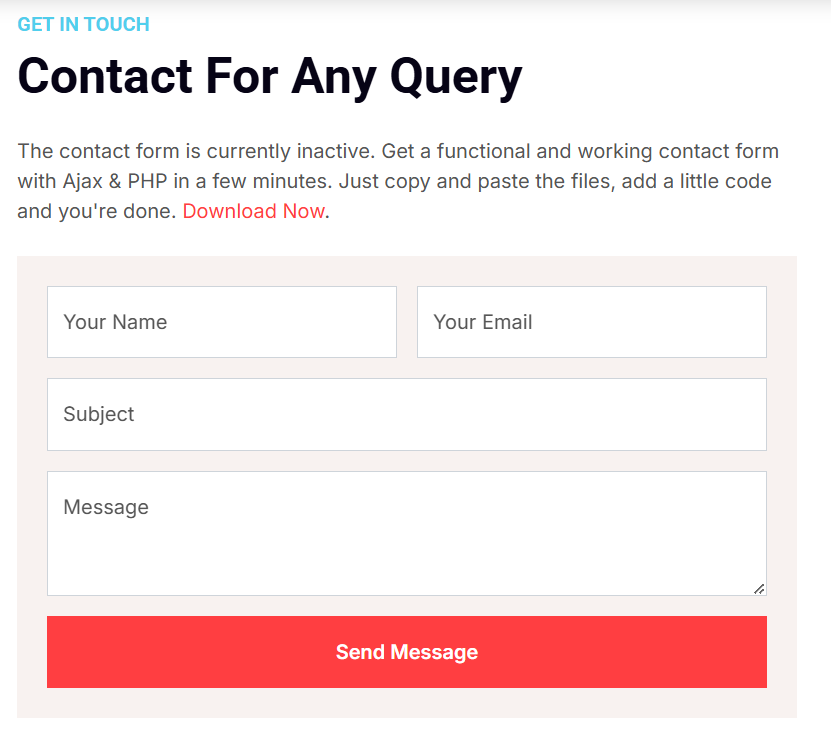 GET IN TOUCH
Contact For Any Query
The contact form is currently inactive. Get a functional and working contact form
with Ajax & PHP in a few minutes. Just copy and paste the files, add a little code
and you're done. Download Now.
Your Name
Your Email
Subject
Message
Send Message